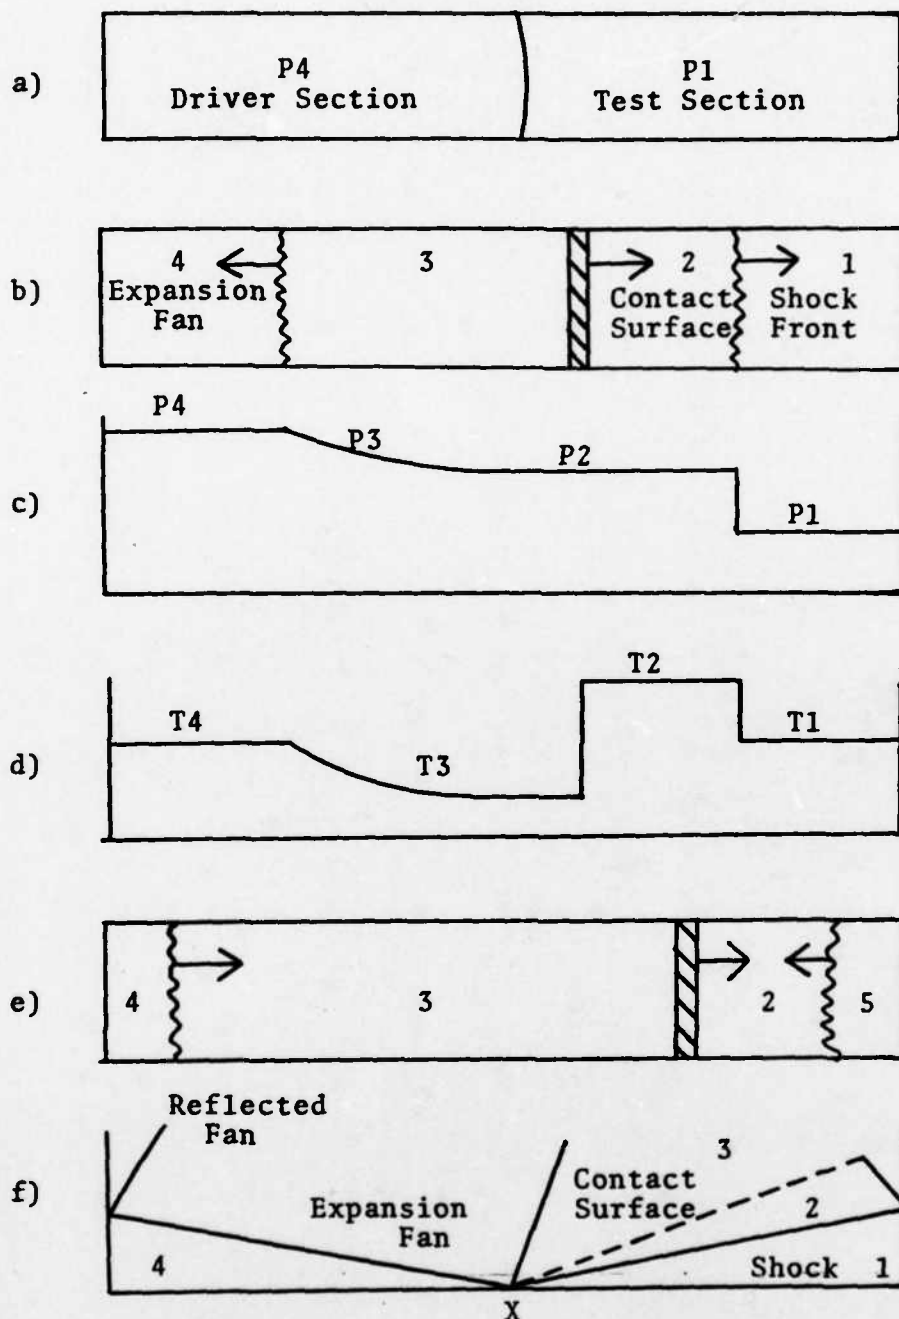 a)
P4
Driver Section
P1
Test Section
b)
4
Expansion
Fan
3
2
Contact
Surface
1
Shock
Front
c)
P4
P3
P2
P1
d)
T4
T3
T2
T1
e)
4
3
2
5
f)
Reflected
Fan
4
Expansion
Fan
Contact
Surface
3
2
Shock
1
X